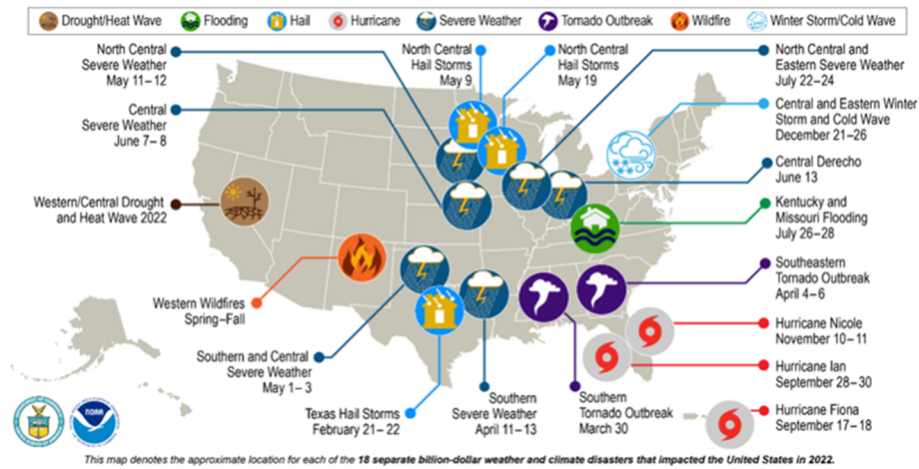 Drought/Heat Wave
Flooding
Hail
Hurricane
Severe Weather
Tornado Outbreak
Wildfire
Winter Storm/Cold Wave
North Central
Severe Weather
May 11–12
North Central
Hail Storms
May 9
North Central
Hail Storms
May 19
North Central and
Eastern Severe Weather
July 22–24
Central
Severe Weather
June 7–8
Central and Eastern Winter
Storm and Cold Wave
December 21–26
Central Derecho
June 13
Western/Central Drought
and Heat Wave 2022
Kentucky and
Missouri Flooding
July 26–28
Southeastern
Tornado Outbreak
April 4–6
Western Wildfires
Spring–Fall
Hurricane Nicole
November 10–11
Southern and Central
Severe Weather
May 1–3
Hurricane Ian
September 28–30
Texas Hail Storms
February 21–22
Southern
Severe Weather
April 11–13
Southern
Tornado Outbreak
March 30
Hurricane Fiona
September 17–18
NOAA
This map denotes the approximate location for each of the 18 separate billion-dollar weather and climate disasters that impacted the United States in 2022.